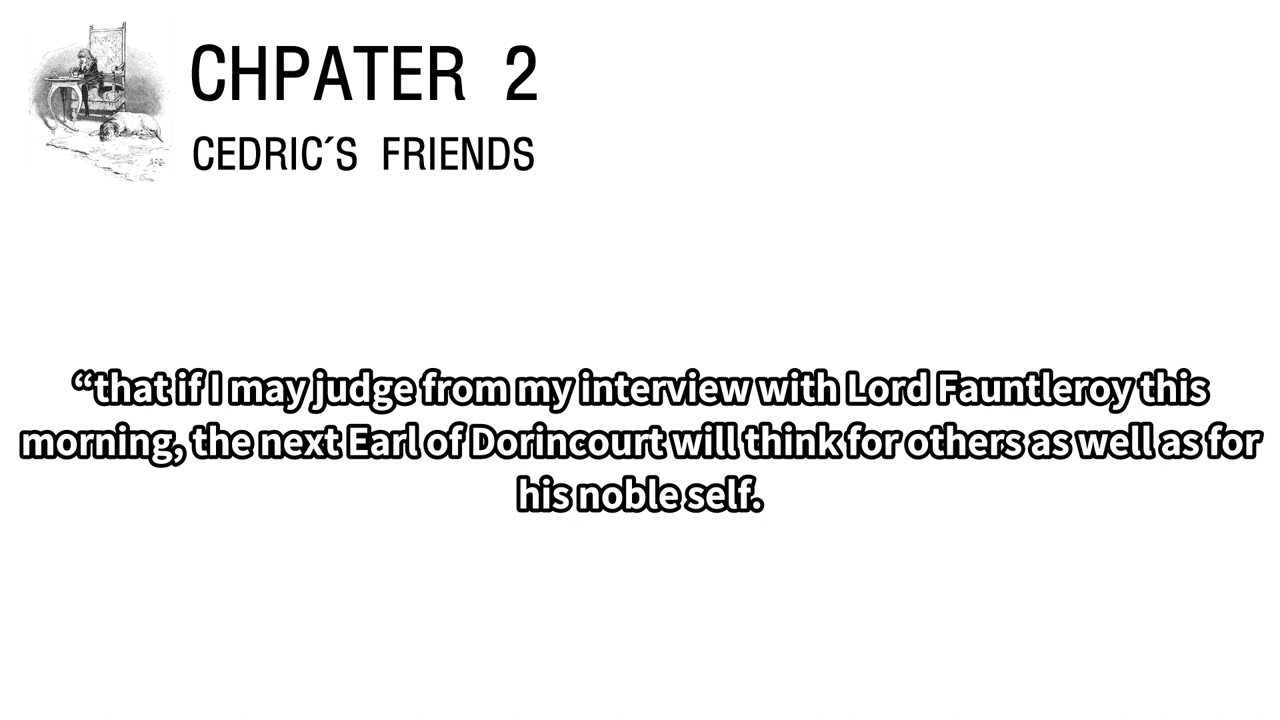 CHPATER 2
CEDRIC´S FRIENDS
“that if I may judge from my interview with Lord Fauntleroy this
morning, the next Earl of Dorincourt will think for others as well as for
his noble self.